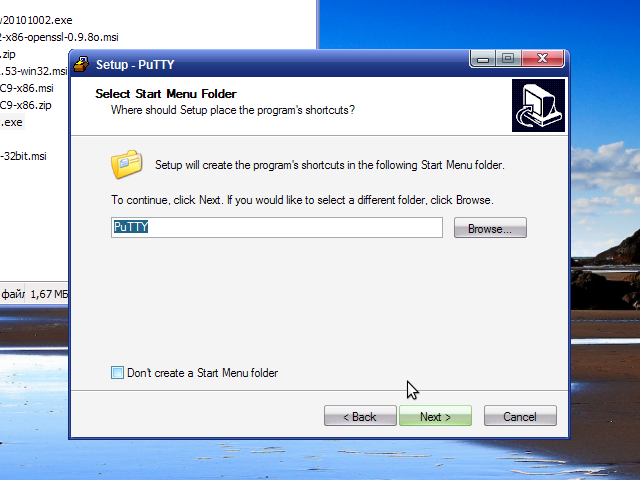 w20101002.exe
2-x86-openssl-0.9.8o.msi
.zip
.53-win32.msi
C9-x86.msi
C9-x86.zip
.exe
-32bit.msi
файл 1,67 МБ
Setup - PuTTY
Select Start Menu Folder
Where should Setup place the program's shortcuts?
Setup will create the program's shortcuts in the following Start Menu folder.
To continue, click Next. If you would like to select a different folder, click Browse.
PuTTY
Browse...
Don't create a Start Menu folder
< Back
Next >
Cancel